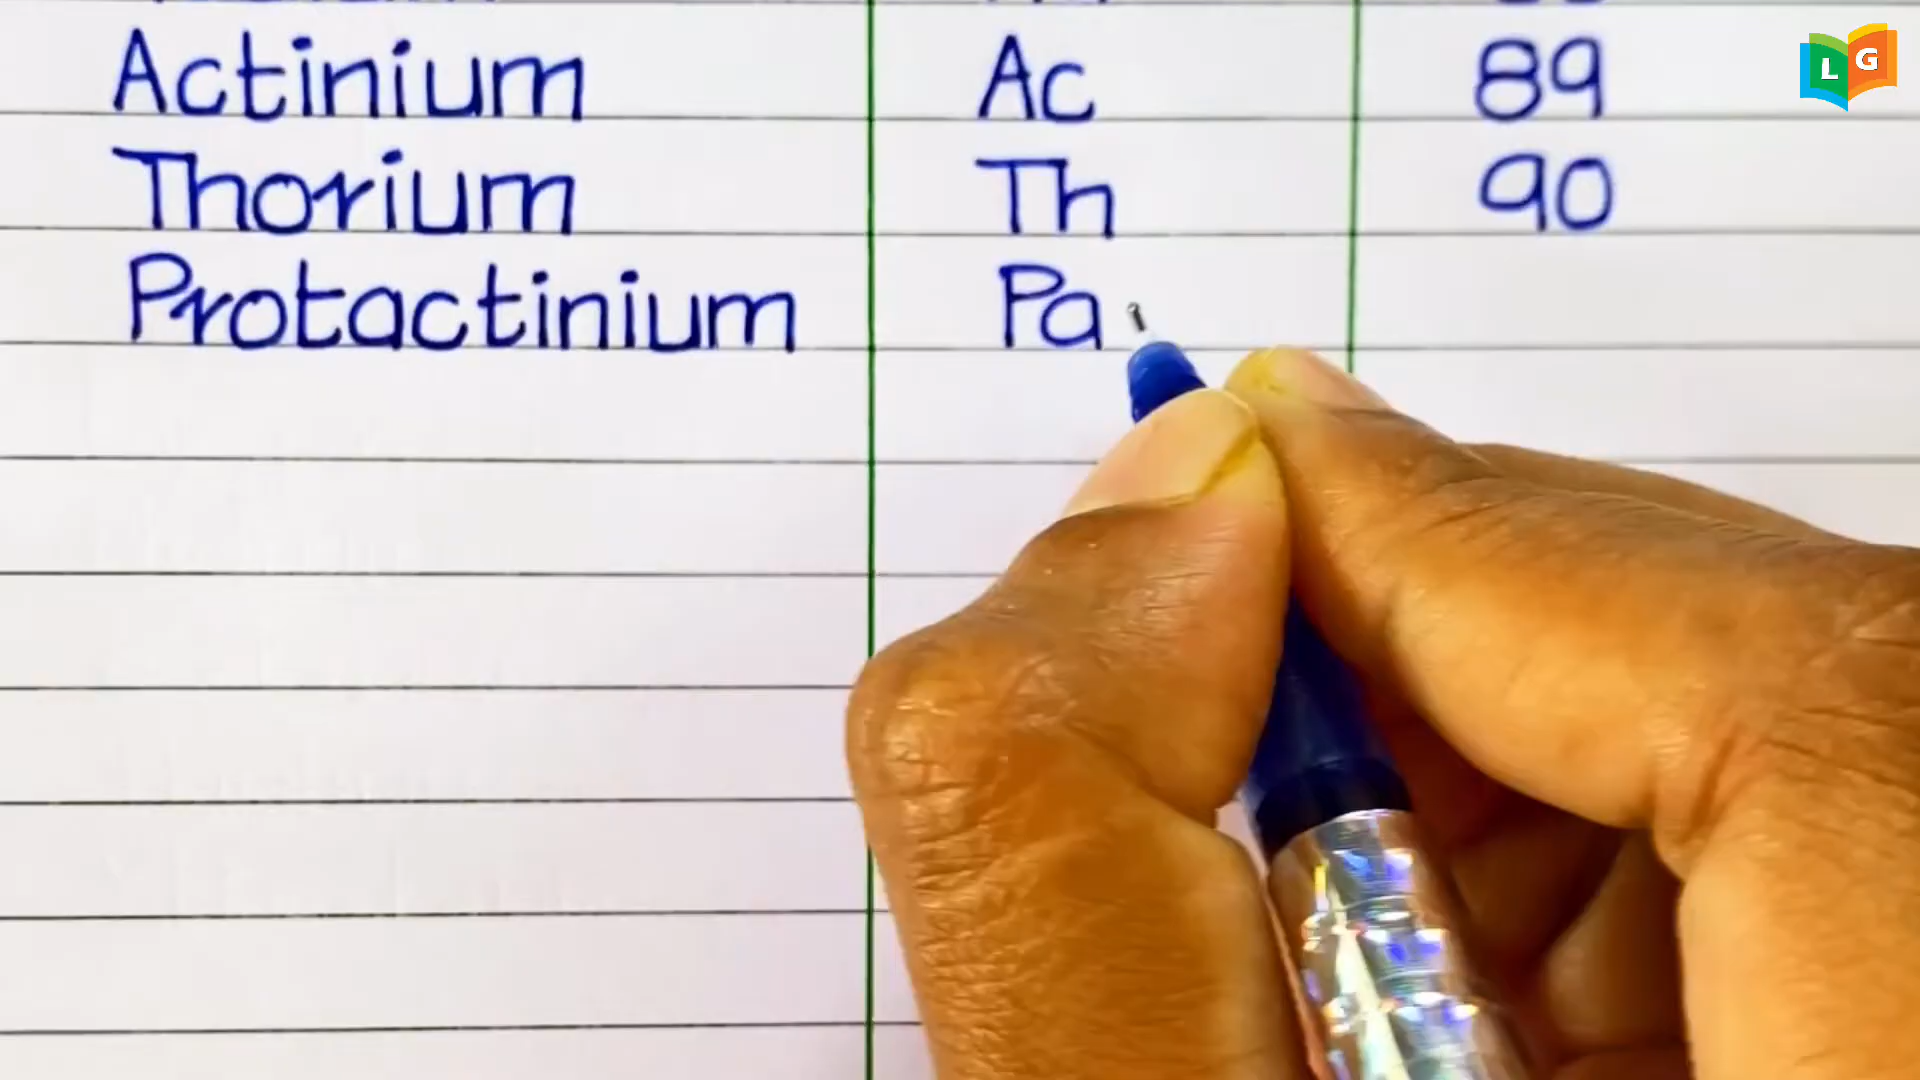 Actinium Ac 89
Thorium Th 90
Protactinium Pa
L G